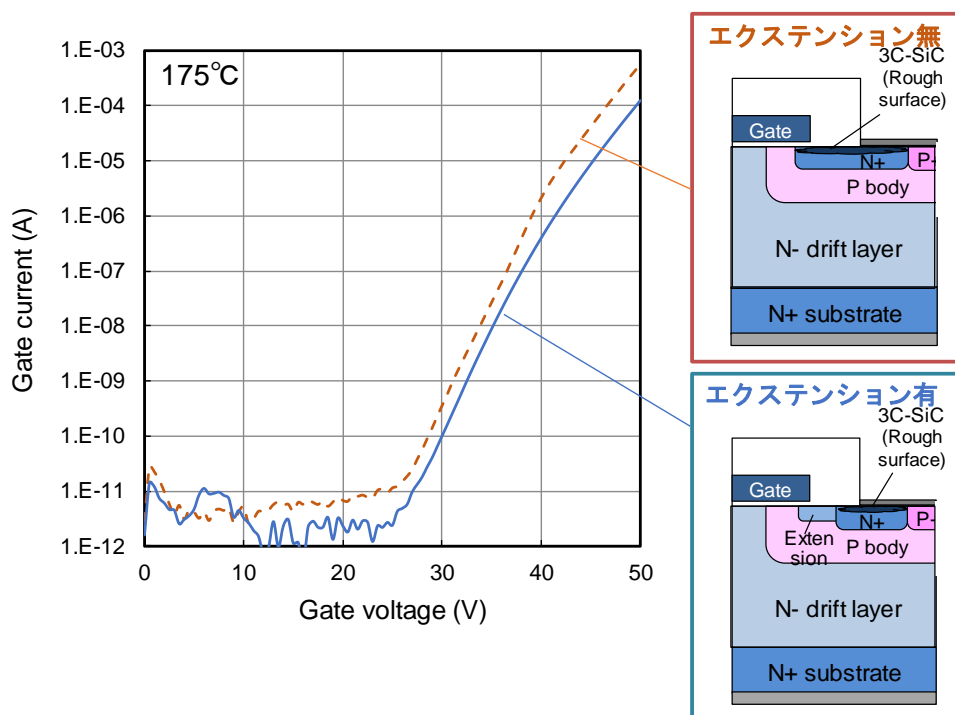 175℃
1.E-03
1.E-04
1.E-05
1.E-06
1.E-07
1.E-08
1.E-09
1.E-10
1.E-11
1.E-12
Gate current (A)
0
10
20
30
40
50
Gate voltage (V)
エクステンション無
3C-SiC
(Rough
surface)
Gate
N+
P-
P body
N- drift layer
N+ substrate
エクステンション有
3C-SiC
(Rough
surface)
Gate
N+
P-
Exten
sion
P body
N- drift layer
N+ substrate